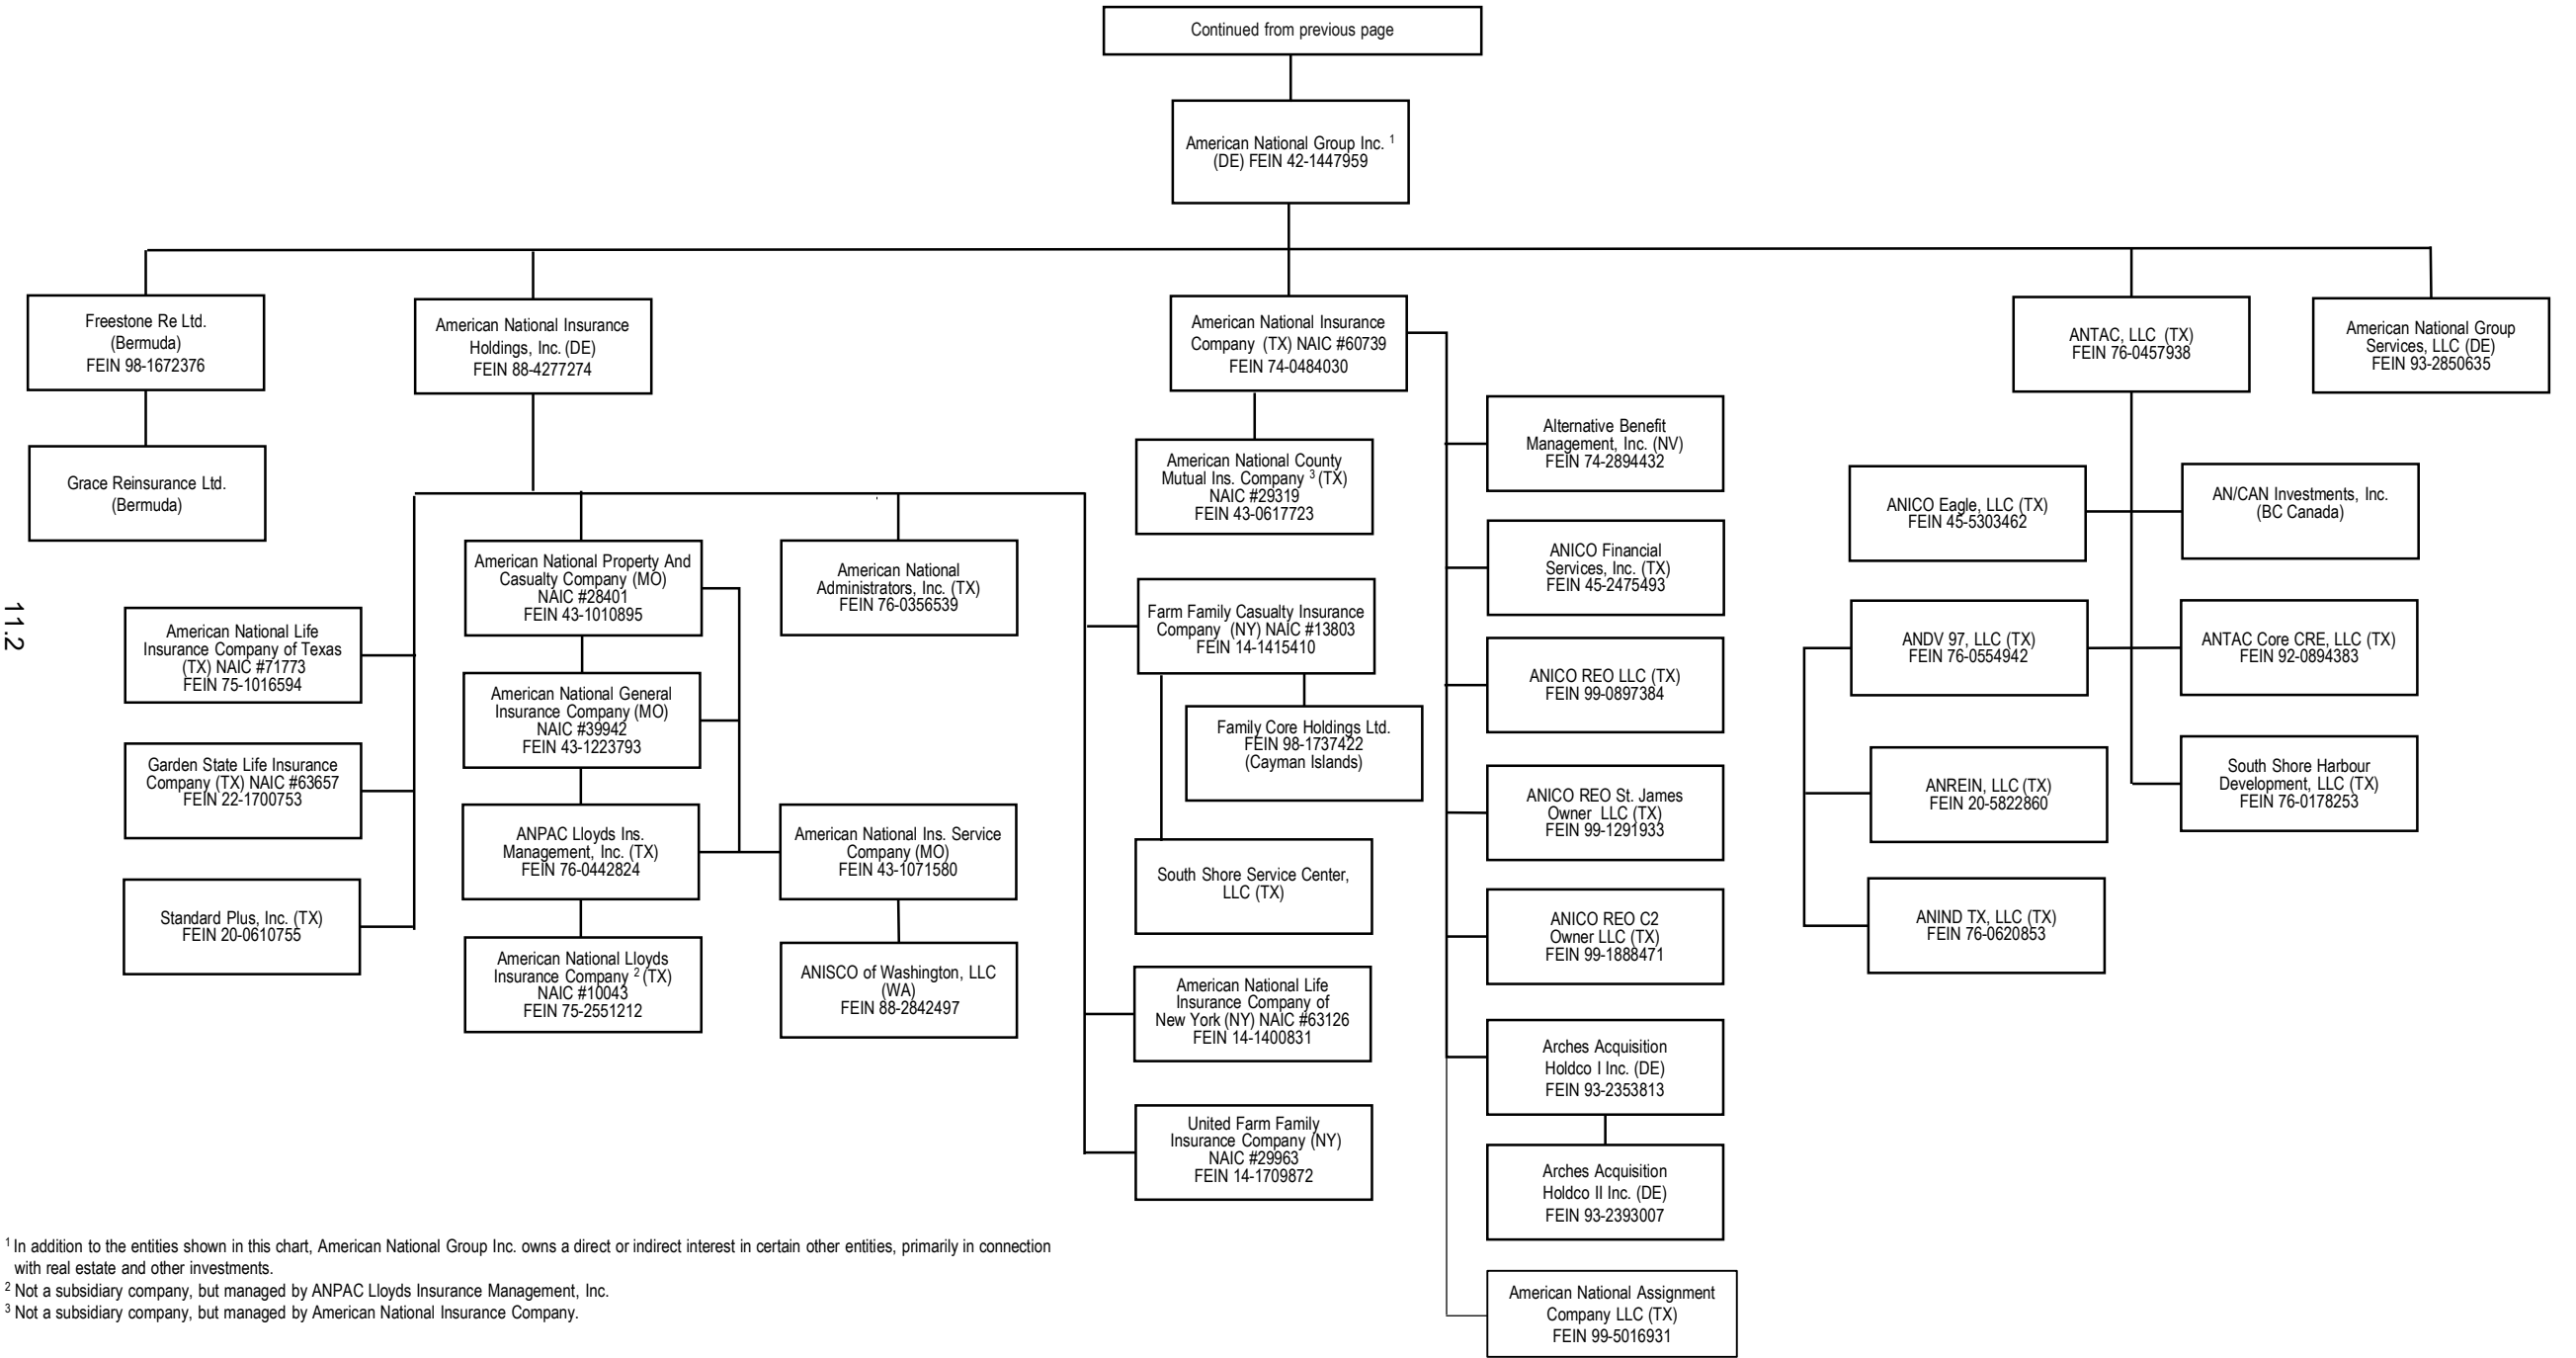 Continued from previous page
American National Group Inc. 1
(DE) FEIN 42-1447959
Freestone Re Ltd.
(Bermuda)
FEIN 98-1672376
American National Insurance
Holdings, Inc. (DE)
FEIN 88-4277274
American National Insurance
Company (TX) NAIC #60739
FEIN 74-0484030
ANTAC, LLC (TX)
FEIN 76-0457938
American National Group
Services, LLC (DE)
FEIN 93-2850635
Grace Reinsurance Ltd.
(Bermuda)
American National Life
Insurance Company of Texas
(TX) NAIC #71773
FEIN 75-1016594
Garden State Life Insurance
Company (TX) NAIC #63657
FEIN 22-1700753
Standard Plus, Inc. (TX)
FEIN 20-0610755
American National Property And
Casualty Company (MO)
NAIC #28401
FEIN 43-1010895
American National General
Insurance Company (MO)
NAIC #39942
FEIN 43-1223793
ANPAC Lloyds Ins.
Management, Inc. (TX)
FEIN 76-0442824
American National Lloyds
Insurance Company 2 (TX)
NAIC #10043
FEIN 75-2551212
American National
Administrators, Inc. (TX)
FEIN 76-0356539
American National Ins. Service
Company (MO)
FEIN 43-1071580
ANISCO of Washington, LLC
(WA)
FEIN 88-2842497
American National County
Mutual Ins. Company 3 (TX)
NAIC #29319
FEIN 43-0617723
Farm Family Casualty Insurance
Company (NY) NAIC #13803
FEIN 14-1415410
Family Core Holdings Ltd.
FEIN 98-1737422
(Cayman Islands)
South Shore Service Center,
LLC (TX)
American National Life
Insurance Company of
New York (NY) NAIC #63126
FEIN 14-1400831
United Farm Family
Insurance Company (NY)
NAIC #29963
FEIN 14-1709872
Alternative Benefit
Management, Inc. (NV)
FEIN 74-2894432
ANICO Financial
Services, Inc. (TX)
FEIN 45-2475493
ANICO REO LLC (TX)
FEIN 99-0897384
ANICO REO St. James
Owner LLC (TX)
FEIN 99-1291933
ANICO REO C2
Owner LLC (TX)
FEIN 99-1888471
Arches Acquisition
Holdco I Inc. (DE)
FEIN 93-2353813
Arches Acquisition
Holdco II Inc. (DE)
FEIN 93-2393007
American National Assignment
Company LLC (TX)
FEIN 99-5016931
ANICO Eagle, LLC (TX)
FEIN 45-5303462
AN/CAN Investments, Inc.
(BC Canada)
ANDV 97, LLC (TX)
FEIN 76-0554942
ANTAC Core CRE, LLC (TX)
FEIN 92-0894383
ANREIN, LLC (TX)
FEIN 20-5822860
South Shore Harbour
Development, LLC (TX)
FEIN 76-0178253
ANIND TX, LLC (TX)
FEIN 76-0620853
11.2
1 In addition to the entities shown in this chart, American National Group Inc. owns a direct or indirect interest in certain other entities, primarily in connection
with real estate and other investments.
2 Not a subsidiary company, but managed by ANPAC Lloyds Insurance Management, Inc.
3 Not a subsidiary company, but managed by American National Insurance Company.